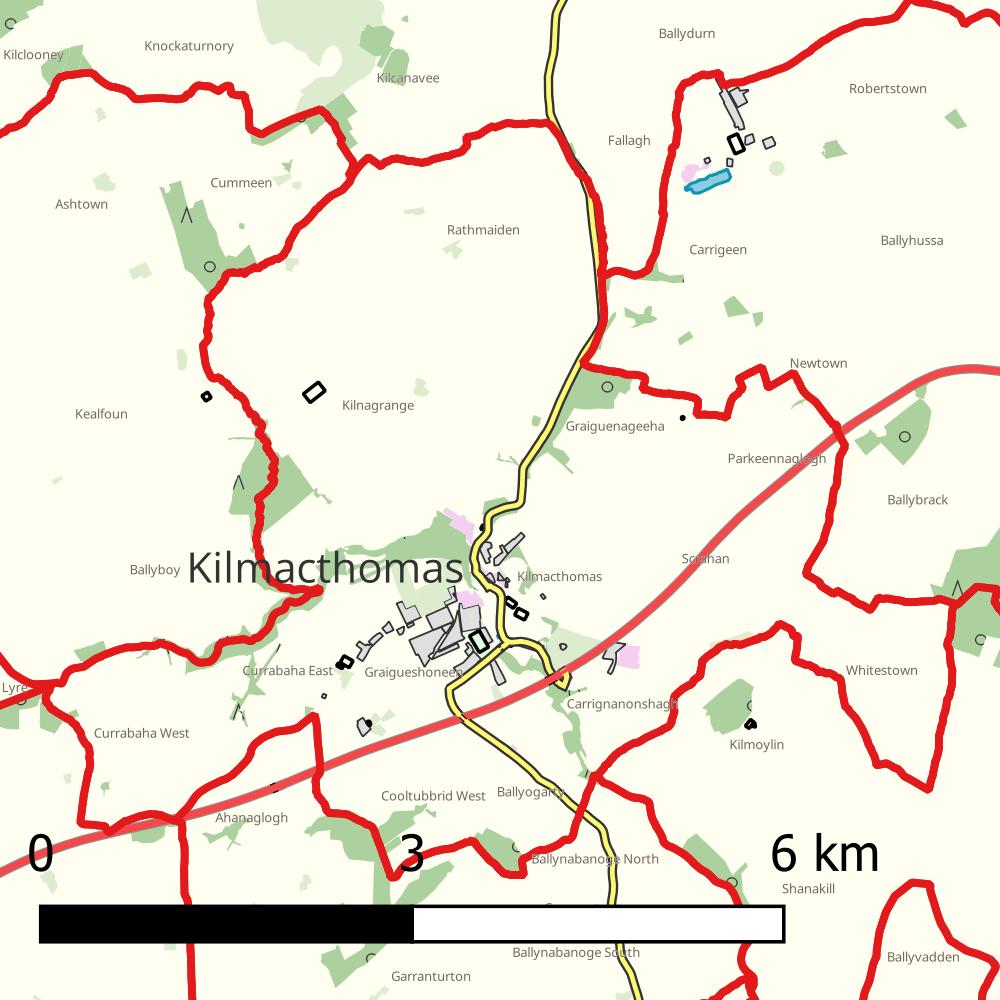 Kilclooney
Knockaturnory
Ballydurn
Kilcanavee
Robertstown
Fallagh
Cummeen
Ashtown
Rathmaiden
Ballyhussa
Carrigeen
Newtown
Kealfoun
Kilnagrange
Graiguenageeha
Parkeennaglogh
Ballybrack
Scrahan
Ballyboy
Kilmacthomas
Kilmacthomas
Currabaha East
Graigueshoneen
Whitestown
Lyre
Carrignanonshagh
Currabaha West
Kilmoylin
Ballyogarty
Cooltubbrid West
Ahanaglogh
0
3
6 km
Ballynabanoge North
Shanakill
Ballynabanoge South
Ballyvadden
Garranturton